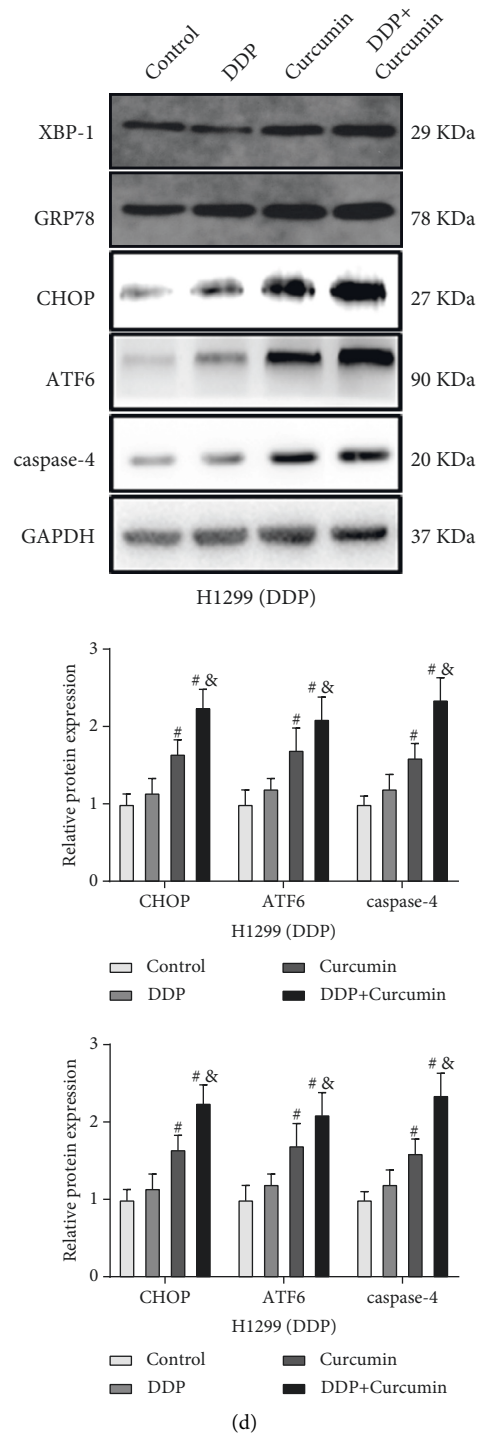 Control DDP Curcumin DDP+
Curcumin
XBP-1 29 KDa
GRP78 78 KDa
CHOP 27 KDa
ATF6 90 KDa
caspase-4 20 KDa
GAPDH 37 KDa
H1299 (DDP)
Relative protein expression
3
2
1
0
# # & # # & # # &
CHOP ATF6 caspase-4
H1299 (DDP)
Control Curcumin
DDP DDP+Curcumin
Relative protein expression
3
2
1
0
# # & # # & # # &
CHOP ATF6 caspase-4
H1299 (DDP)
Control Curcumin
DDP DDP+Curcumin
(d)